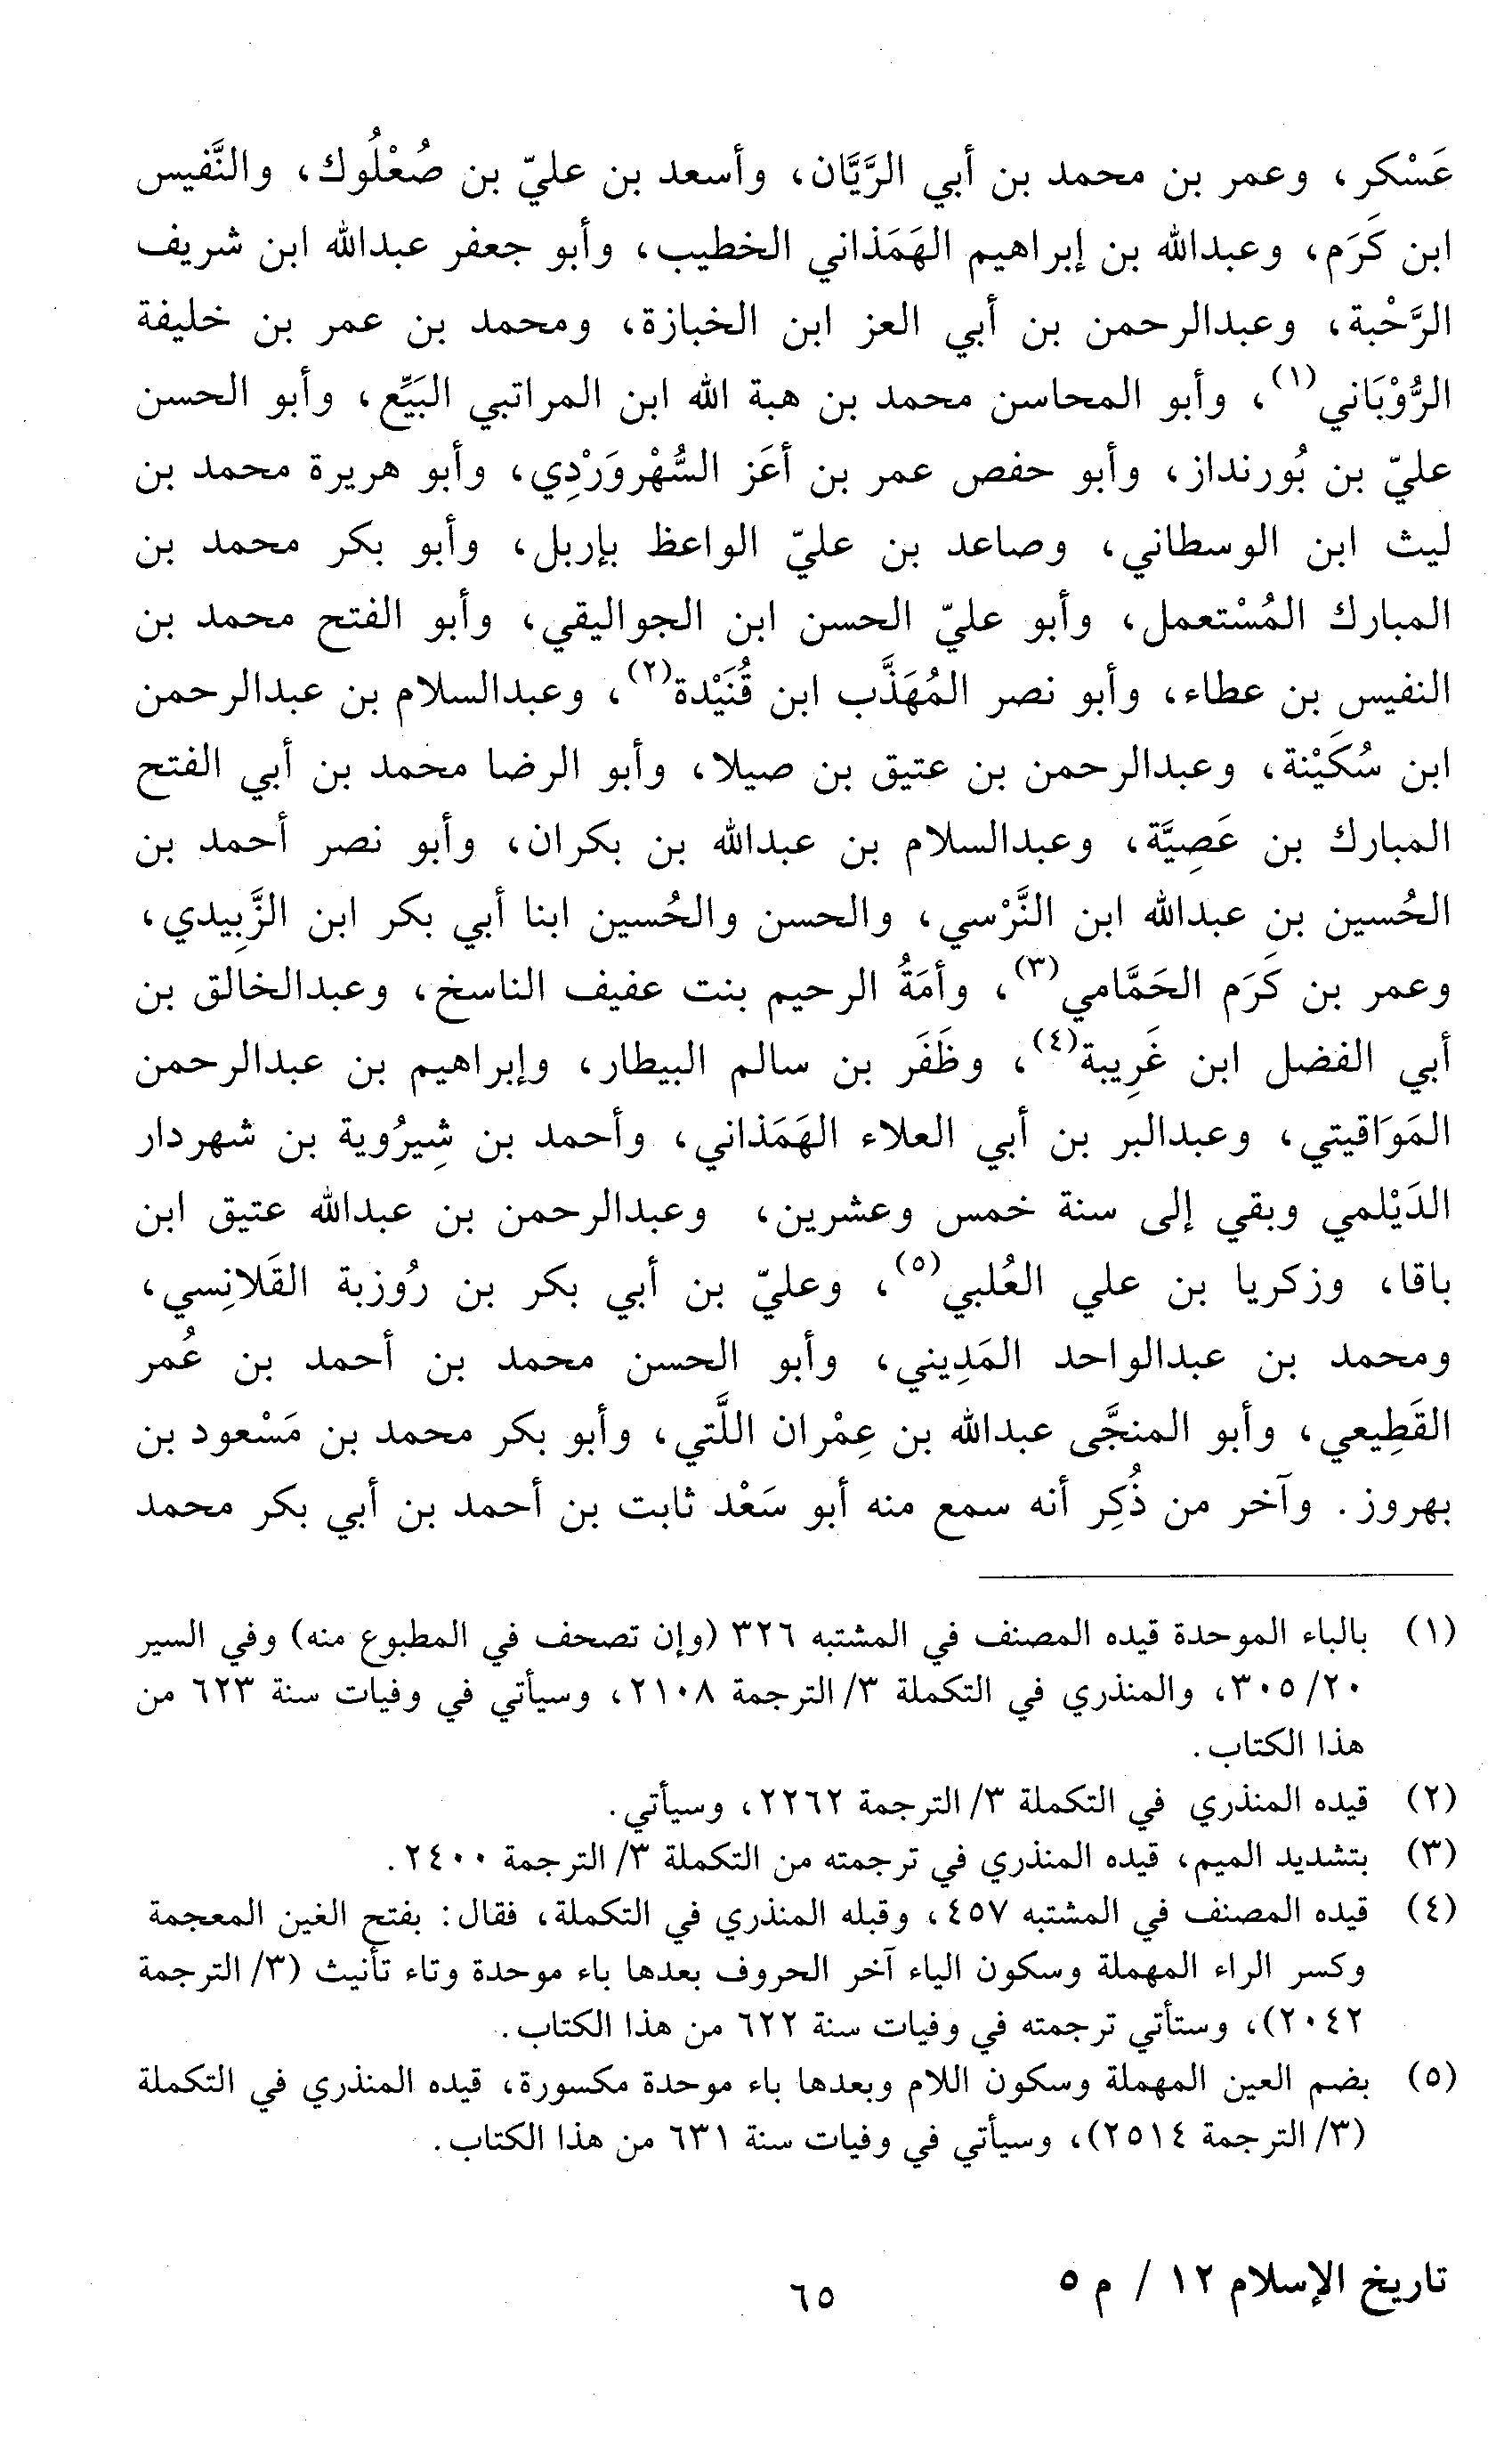 عَسْكر، وعمر بن محمد بن أبي الرَّيَّان، وأسعد بن عليّ بن صُعْلُوك، والنَّفيس
ابن كَرَم، وعبدالله بن إبراهيم الهَمَذاني الخطيب، وأبو جعفر عبدالله ابن شريف
الرَّحْبة، وعبدالرحمن بن أبي العز ابن الخبازة، ومحمد بن عمر بن خليفة
الرُّوْبَاني(١)، وأبو المحاسن محمد بن هبة الله ابن المراتبي البَيِّع، وأبو الحسن
عليّ بن بُورنداز، وأبو حفص عمر بن أعَز السُّهْروَرْدِي، وأبو هريرة محمد بن
ليث ابن الوسطاني، وصاعد بن عليّ الواعظ بإربل، وأبو بكر محمد بن
المبارك المُسْتعمل، وأبو عليّ الحسن ابن الجواليقي، وأبو الفتح محمد بن
النفيس بن عطاء، وأبو نصر المُهَذَّب ابن قُنَيْدة(٢)، وعبدالسلام بن عبدالرحمن
ابن سُكَيْنة، وعبدالرحمن بن عتيق بن صيلا، وأبو الرضا محمد بن أبي الفتح
المبارك بن عَصِيَّة، وعبدالسلام بن عبدالله بن بكران، وأبو نصر أحمد بن
الحُسين بن عبدالله ابن النَّرْسي، والحسن والحُسين ابنا أبي بكر ابن الزَّبِيدي،
وعمر بن كَرَم الحَمَّامي(٣)، وأمَةُ الرحيم بنت عفيف الناسخ، وعبدالخالق بن
أبي الفضل ابن غَرِيبة(٤)، وظَفَر بن سالم البيطار، وإبراهيم بن عبدالرحمن
المَوَاقيتي، وعبدالبر بن أبي العلاء الهَمَذاني، وأحمد بن شِيرُوية بن شهردار
الدَيْلمي وبقي إلى سنة خمس وعشرين، وعبدالرحمن بن عبدالله عتيق ابن
باقا، وزكريا بن علي العُلبي(٥)، وعليّ بن أبي بكر بن رُوزبة القَلانِسي،
ومحمد بن عبدالواحد المَدِيني، وأبو الحسن محمد بن أحمد بن عُمر
القَطِيعي، وأبو المنجَّى عبدالله بن عِمْران اللَّتي، وأبو بكر محمد بن مَسْعود بن
بهروز. وآخر من ذُكِر أنه سمع منه أبو سَعْد ثابت بن أحمد بن أبي بكر محمد
(١) بالباء الموحدة قيده المصنف في المشتبه ٣٢٦ (وإن تصحف في المطبوع منه) وفي السير
٢٠/ ٣٠٥، والمنذري في التكملة ٣/ الترجمة ٢١٠٨، وسيأتي في وفيات سنة ٦٢٣ من
هذا الكتاب.
(٢) قيده المنذري في التكملة ٣/ الترجمة ٢٢٦٢، وسيأتي.
(٣) بتشديد الميم، قيده المنذري في ترجمته من التكملة ٣/ الترجمة ٢٤٠٠.
(٤) قيده المصنف في المشتبه ٤٥٧، وقبله المنذري في التكملة، فقال: بفتح الغين المعجمة
وكسر الراء المهملة وسكون الياء آخر الحروف بعدها باء موحدة وتاء تأنيث (٣/ الترجمة
٢٠٤٢)، وستأتي ترجمته في وفيات سنة ٦٢٢ من هذا الكتاب.
(٥) بضم العين المهملة وسكون اللام وبعدها باء موحدة مكسورة، قيده المنذري في التكملة
(٣/ الترجمة ٢٥١٤)، وسيأتي في وفيات سنة ٦٣١ من هذا الكتاب.
تاريخ الإسلام ١٢ / م ٥
٦٥